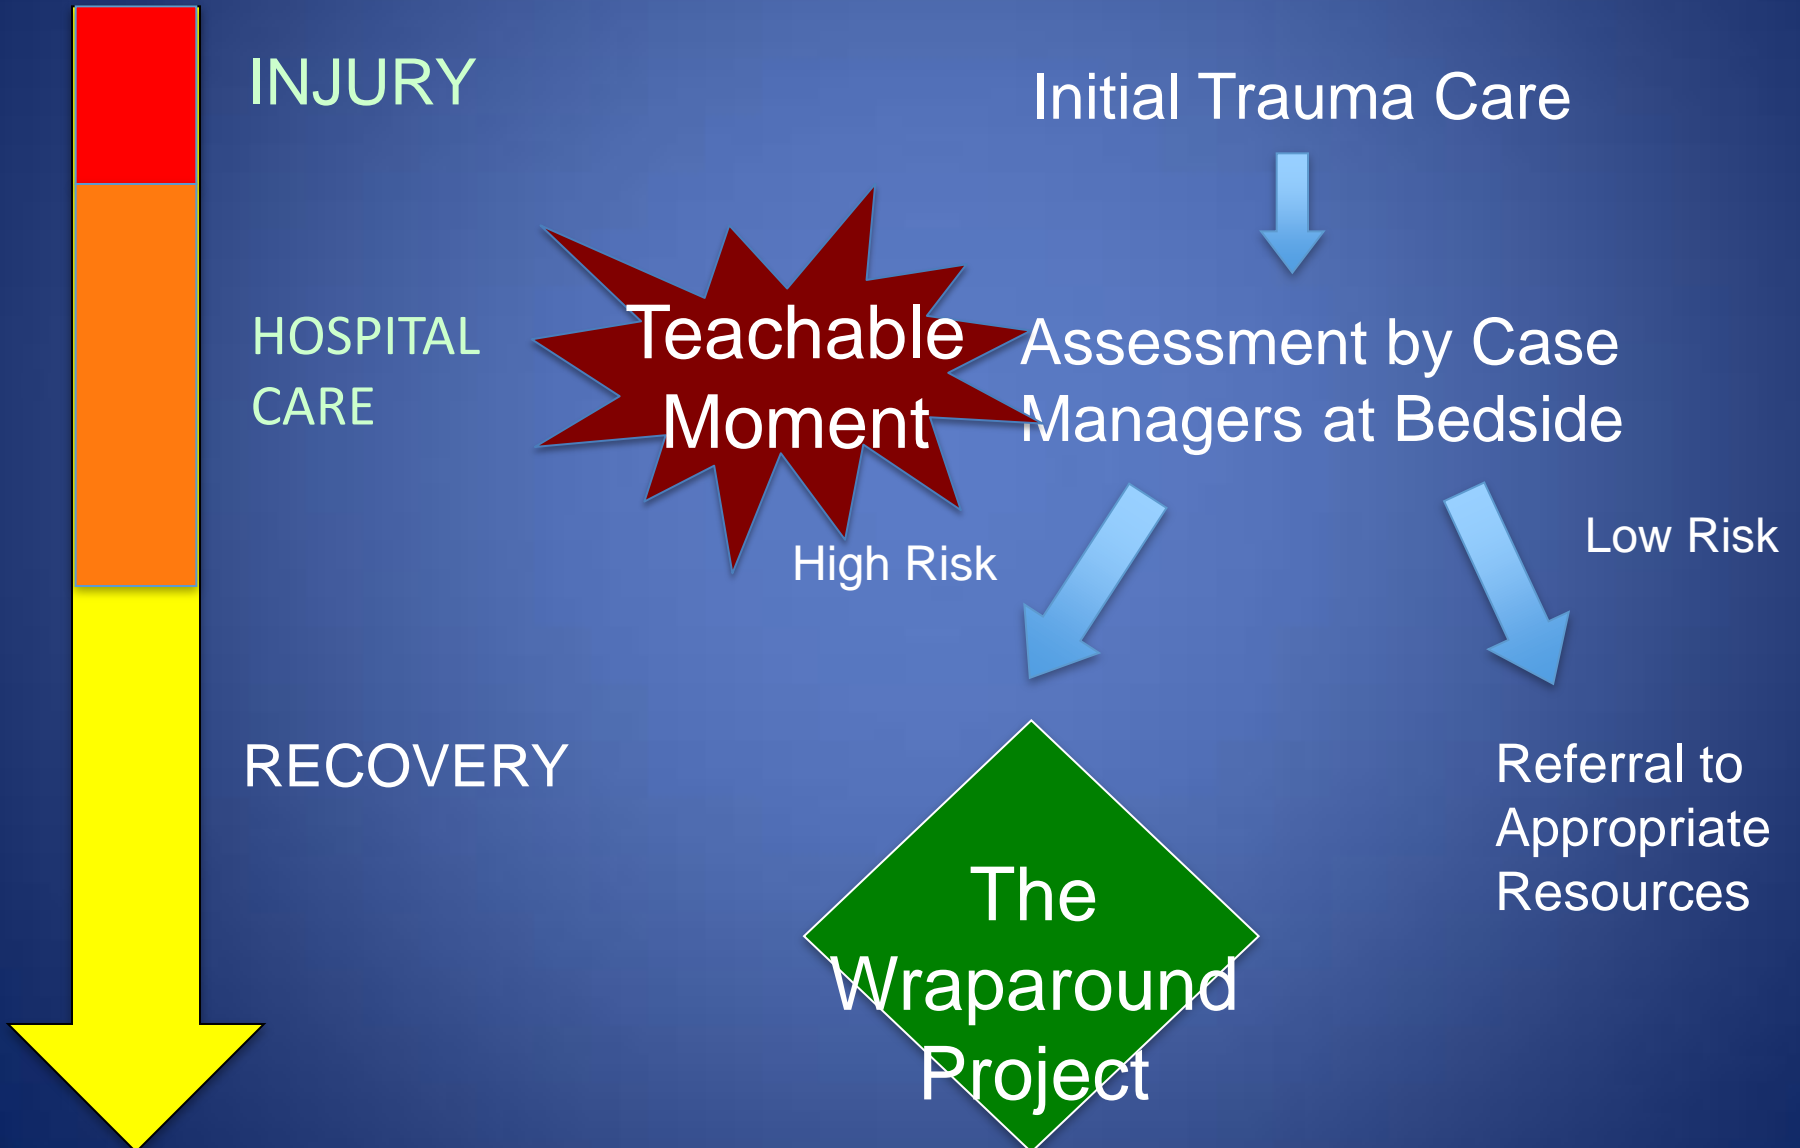 INJURY
Initial Trauma Care
HOSPITAL
CARE
Teachable
Moment
Assessment by Case
Managers at Bedside
High Risk
Low Risk
RECOVERY
The
Wraparound
Project
Referral to
Appropriate
Resources